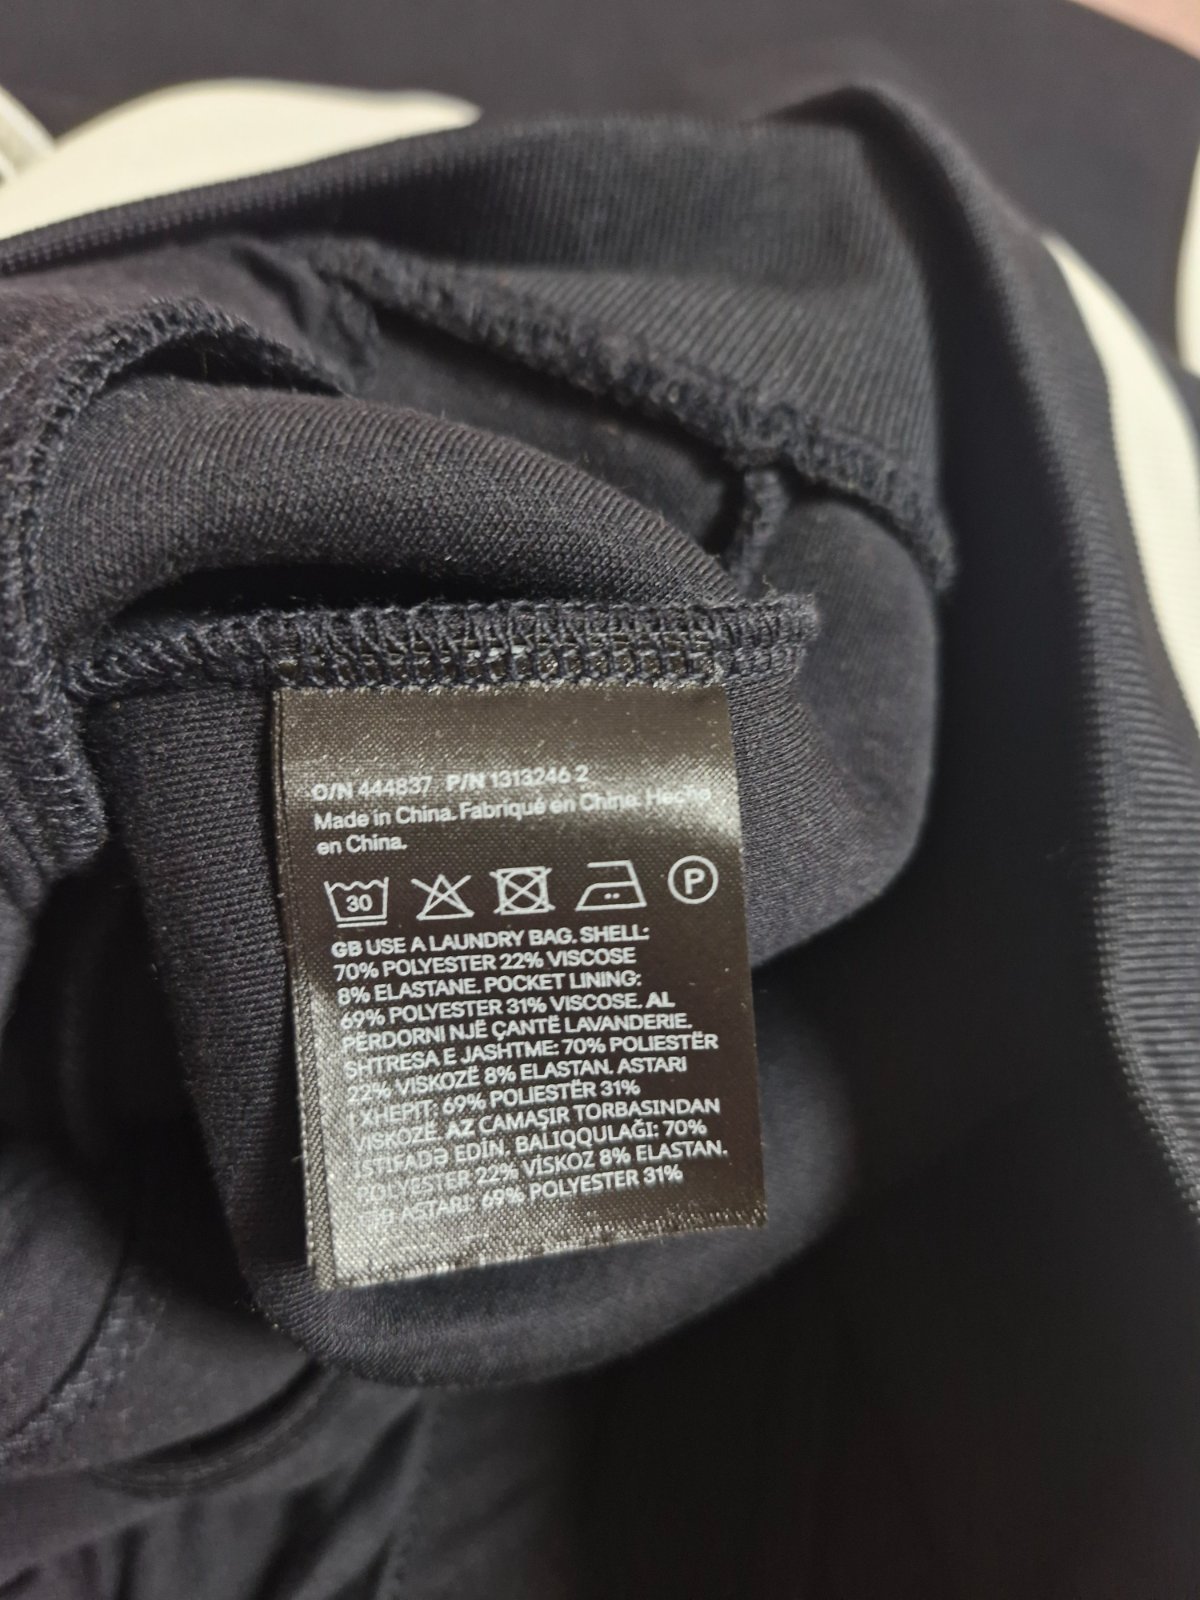 O/N 444837 P/N 1313246 2
Made in China. Fabriqué en Chine. Hecho
en China.
30
P
GB USE A LAUNDRY BAG. SHELL:
70% POLYESTER 22% VISCOSE
8% ELASTANE. POCKET LINING:
69% POLYESTER 31% VISCOSE. AL
PËRDORNI NJË ÇANTË LAVANDERIE.
SHTRESA E JASHTME: 70% POLIESTËR
22% VISKOZË 8% ELASTAN. ASTARI
I XHEPIT: 69% POLIESTËR 31%
VISKOZË. AZ CAMAŞIR TORBASINDAN
İSTİFADƏ EDİN. BALIQQULAĞI: 70%
POLYESTER 22% VİSKOZ 8% ELASTAN.
ASTARI: 69% POLYESTER 31%